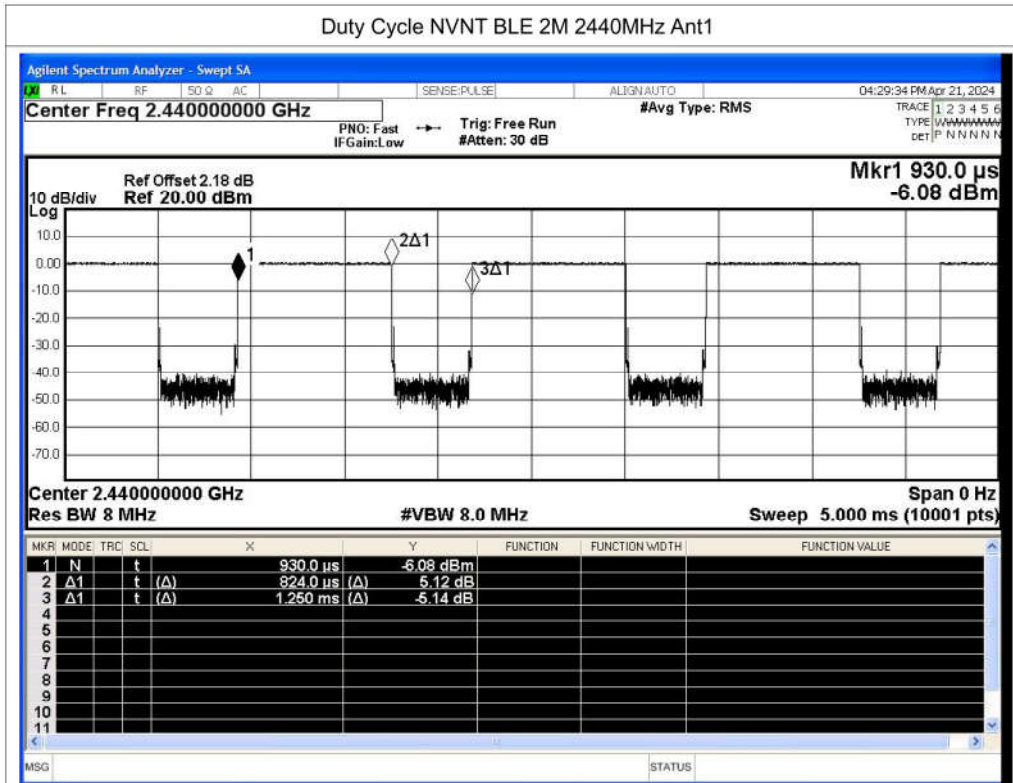 Duty Cycle NVNT BLE 2M 2440MHz Ant1
Agilent Spectrum Analyzer - Swept SA
LXI RL RF 50 Ω AC SENSE:PULSE ALIGNAUTO 04:29:34 PM Apr 21, 2024
Center Freq 2.440000000 GHz #Avg Type: RMS TRACE 1 2 3 4 5 6
PNO: Fast Trig: Free Run TYPE
IFGain:Low #Atten: 30 dB DET P N N N N N
Mkr1 930.0 µs
Ref Offset 2.18 dB
10 dB/div Ref 20.00 dBm -6.08 dBm
Log
10.0
2Δ1
1
0.00
3Δ1
-10.0
-20.0
-30.0
-40.0
-50.0
-60.0
-70.0
Center 2.440000000 GHz Span 0 Hz
Res BW 8 MHz #VBW 8.0 MHz Sweep 5.000 ms (10001 pts)
MKR MODE TRC SCL X Y FUNCTION FUNCTION WIDTH FUNCTION VALUE
1 N t 930.0 µs -6.08 dBm
2 Δ1 t (Δ) 824.0 µs (Δ) 5.12 dB
3 Δ1 t (Δ) 1.250 ms (Δ) -5.14 dB
4
5
6
7
8
9
10
11
MSG STATUS